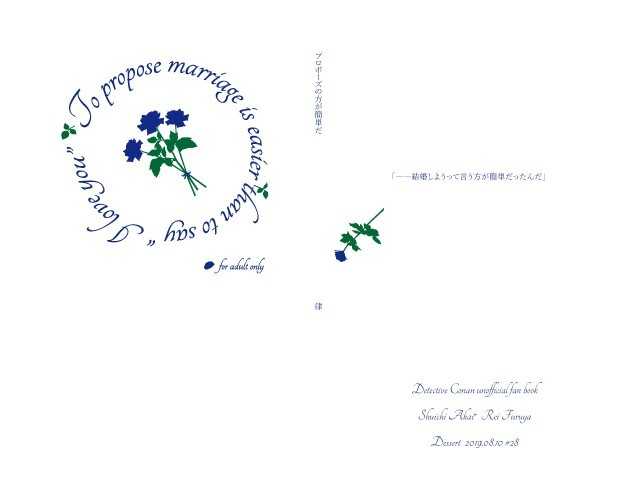 To propose marriage is easier than to say "I love you"
for adult only
プロポーズの方が簡単だ
肄
「――結婚しようって言う方が簡単だったんだ」
Detective Conan unofficial fan book
Shuichi Akai* Rei Furuya
Dessert 2019.08.10 #28